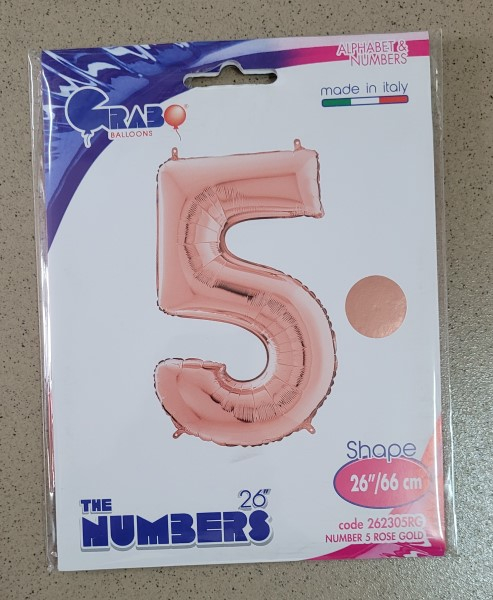 ALPHABET &
NUMBERS
GRABO®
BALLOONS
made in italy
5
Shape
26"/66 cm
THE 26"
NUMBERS
code 262305RG
NUMBER 5 ROSE GOLD